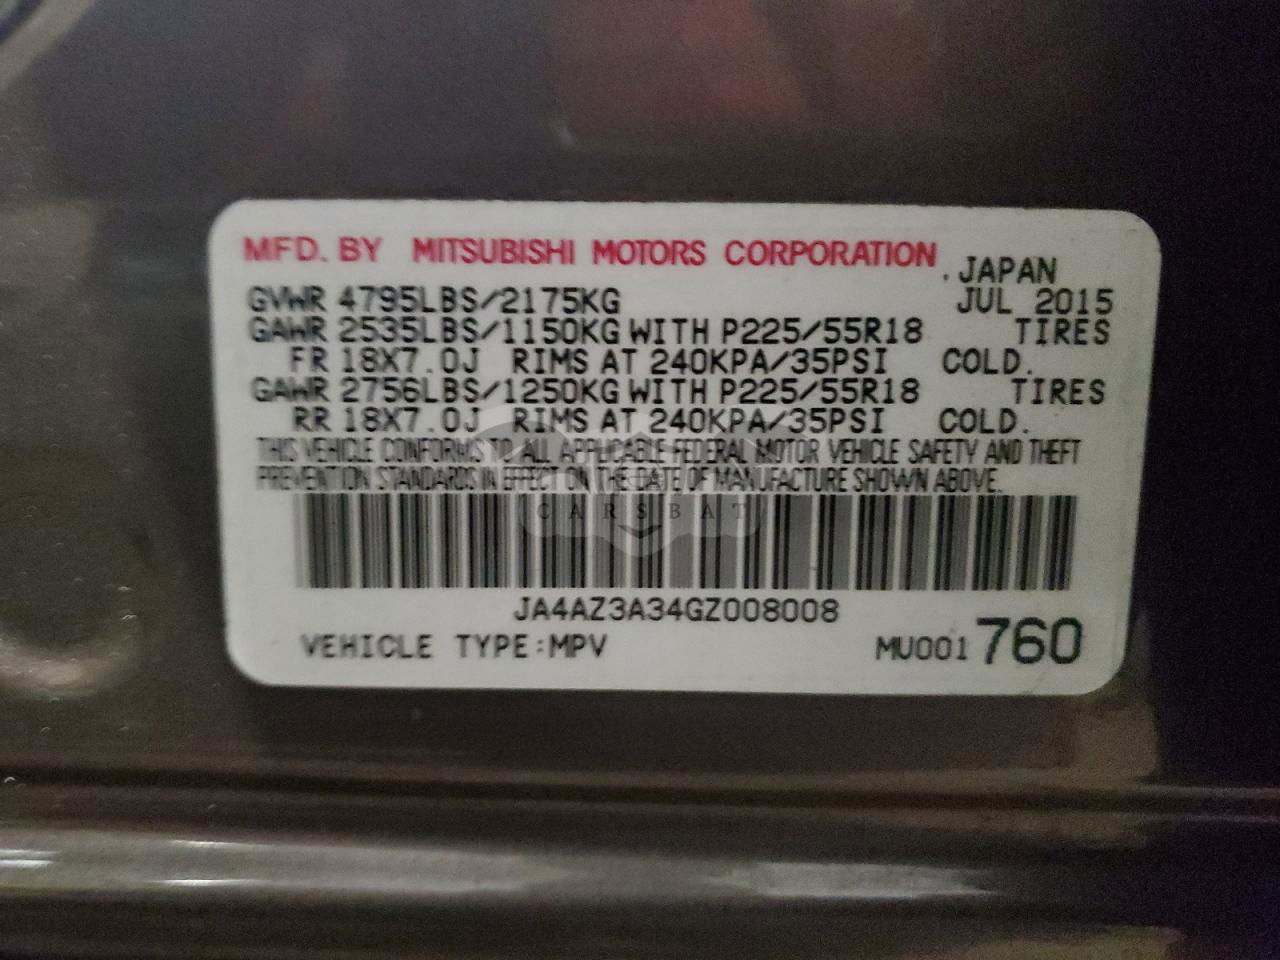 MFD. BY MITSUBISHI MOTORS CORPORATION, JAPAN
GVWR 4795LBS/2175KG JUL 2015
GAWR 2535LBS/1150KG WITH P225/55R18 TIRES
FR 18X7.0J RIMS AT 240KPA/35PSI COLD.
GAWR 2756LBS/1250KG WITH P225/55R18 TIRES
RR 18X7.0J RIMS AT 240KPA/35PSI COLD.
THIS VEHICLE CONFORMS TO ALL APPLICABLE FEDERAL MOTOR VEHICLE SAFETY AND THEFT
PREVENTION STANDARDS IN EFFECT ON THE DATE OF MANUFACTURE SHOWN ABOVE.
CARSBAT
JA4AZ3A34GZ008008
VEHICLE TYPE:MPV MU001760